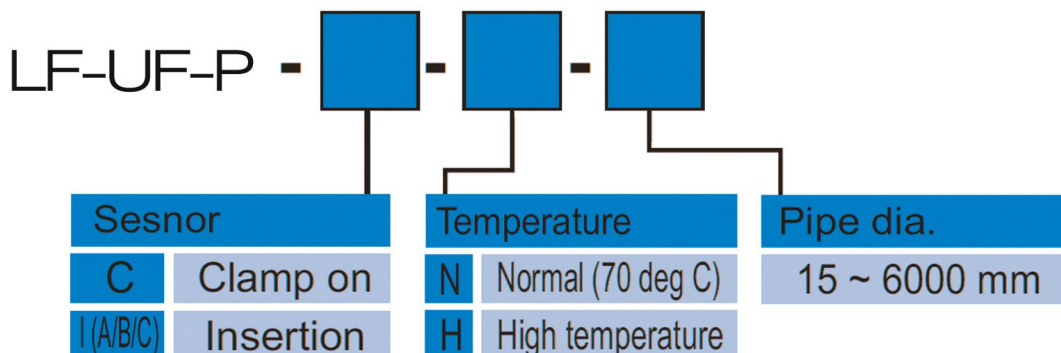 LF-UF-P - - -
Sesnor Temperature Pipe dia.
C Clamp on N Normal (70 deg C) 15 ~ 6000 mm
I (A/B/C) Insertion H High temperature